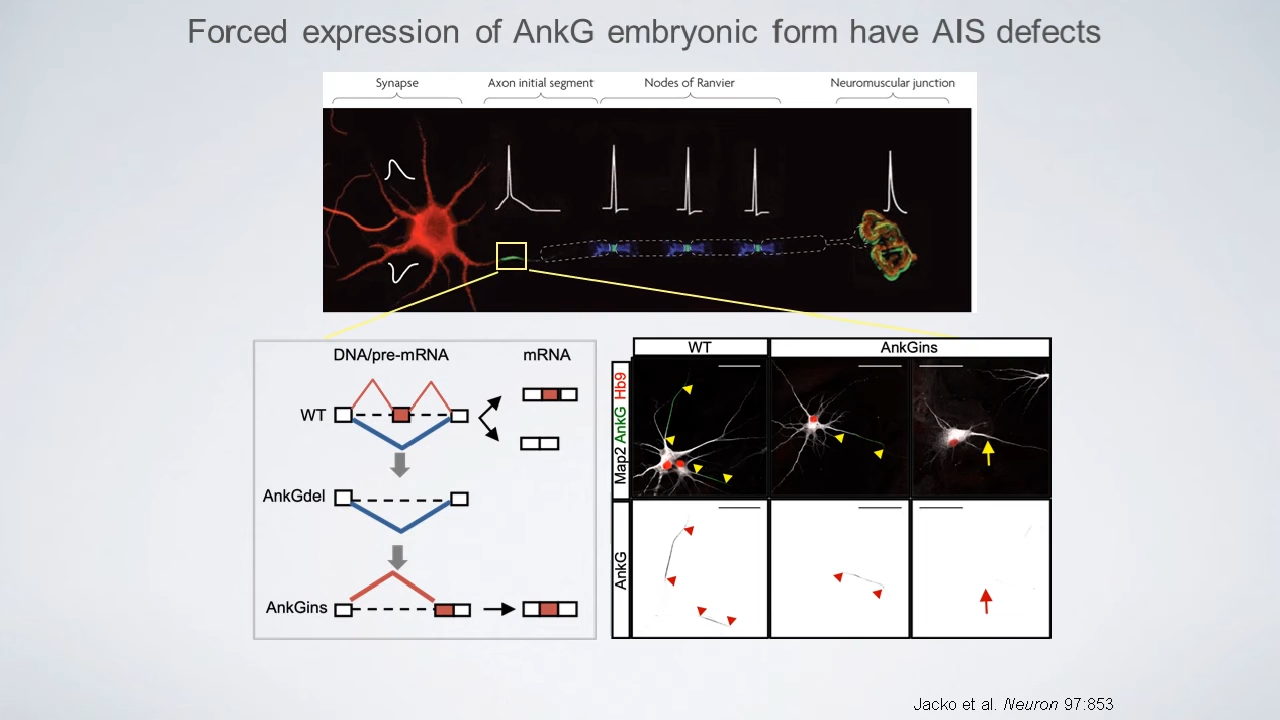 Forced expression of AnkG embryonic form have AIS defects
Synapse
Axon initial segment
Nodes of Ranvier
Neuromuscular junction
DNA/pre-mRNA
mRNA
WT
AnkGdel
AnkGins
WT
AnkGins
Map2 AnkG Hb9
AnkG
Jacko et al. Neuron 97:853